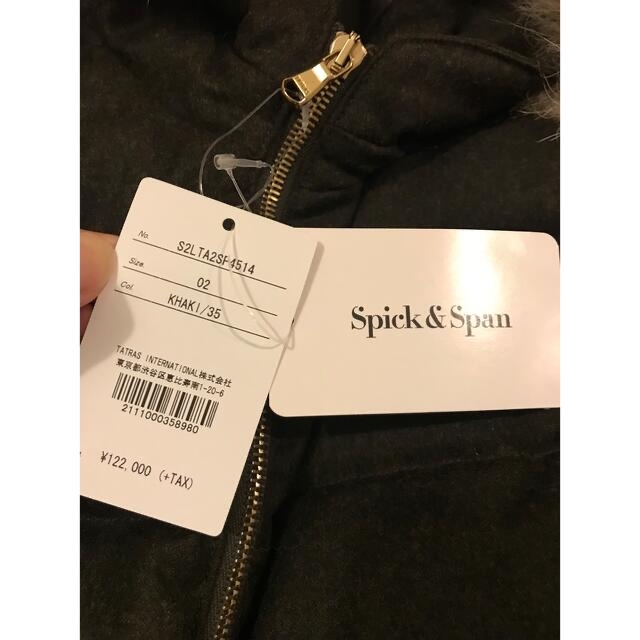 No. S2LTA2SP4514
Size. 02
Col. KHAKI/35
TATRAS INTERNATIONAL株式会社
東京都渋谷区恵比寿南1-20-6
2111000358980
¥122,000 (+TAX)
Spick & Span